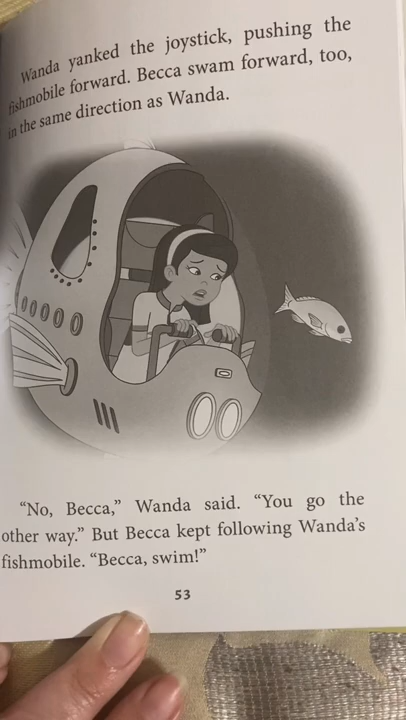 Wanda yanked the joystick, pushing the
fishmobile forward. Becca swam forward, too,
in the same direction as Wanda.
“No, Becca,” Wanda said. “You go the
other way.” But Becca kept following Wanda’s
fishmobile. “Becca, swim!”
53